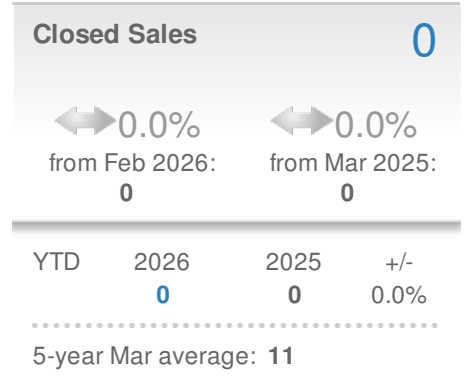 Closed Sales 0
0.0% 0.0%
from Feb 2026: from Mar 2025:
0 0
YTD 2026 2025 +/-
0 0 0.0%
5-year Mar average: 11